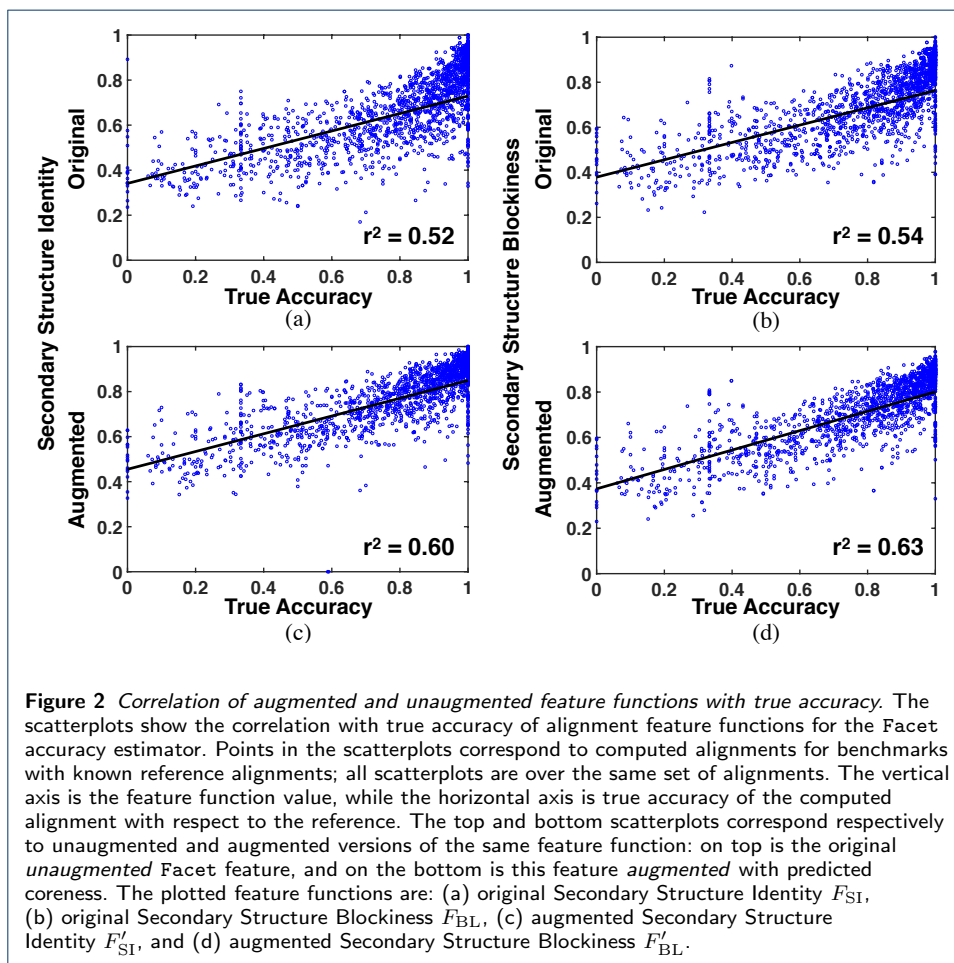 Secondary Structure Identity
Original
1
0.8
0.6
0.4
0.2
0
r² = 0.52
0 0.2 0.4 0.6 0.8 1
True Accuracy
(a)
Secondary Structure Blockiness
Original
1
0.8
0.6
0.4
0.2
0
r² = 0.54
0 0.2 0.4 0.6 0.8 1
True Accuracy
(b)
Augmented
1
0.8
0.6
0.4
0.2
0
r² = 0.60
0 0.2 0.4 0.6 0.8 1
True Accuracy
(c)
Augmented
1
0.8
0.6
0.4
0.2
0
r² = 0.63
0 0.2 0.4 0.6 0.8 1
True Accuracy
(d)
Figure 2 Correlation of augmented and unaugmented feature functions with true accuracy. The
scatterplots show the correlation with true accuracy of alignment feature functions for the Facet
accuracy estimator. Points in the scatterplots correspond to computed alignments for benchmarks
with known reference alignments; all scatterplots are over the same set of alignments. The vertical
axis is the feature function value, while the horizontal axis is true accuracy of the computed
alignment with respect to the reference. The top and bottom scatterplots correspond respectively
to unaugmented and augmented versions of the same feature function: on top is the original
unaugmented Facet feature, and on the bottom is this feature augmented with predicted
coreness. The plotted feature functions are: (a) original Secondary Structure Identity F_SI,
(b) original Secondary Structure Blockiness F_BL, (c) augmented Secondary Structure
Identity F′_SI, and (d) augmented Secondary Structure Blockiness F′_BL.